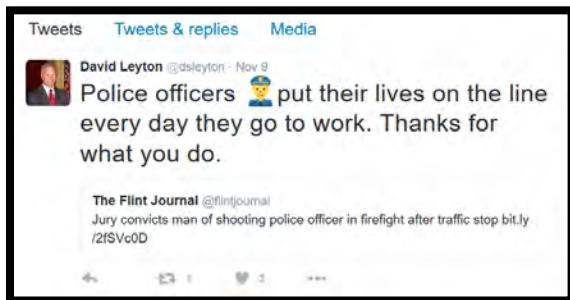 Tweets Tweets & replies Media
David Leyton @dsleyton · Nov 9
Police officers 👮 put their lives on the line
every day they go to work. Thanks for
what you do.
The Flint Journal @flintjournal
Jury convicts man of shooting police officer in firefight after traffic stop bit.ly
/2fSVc0D
1 3